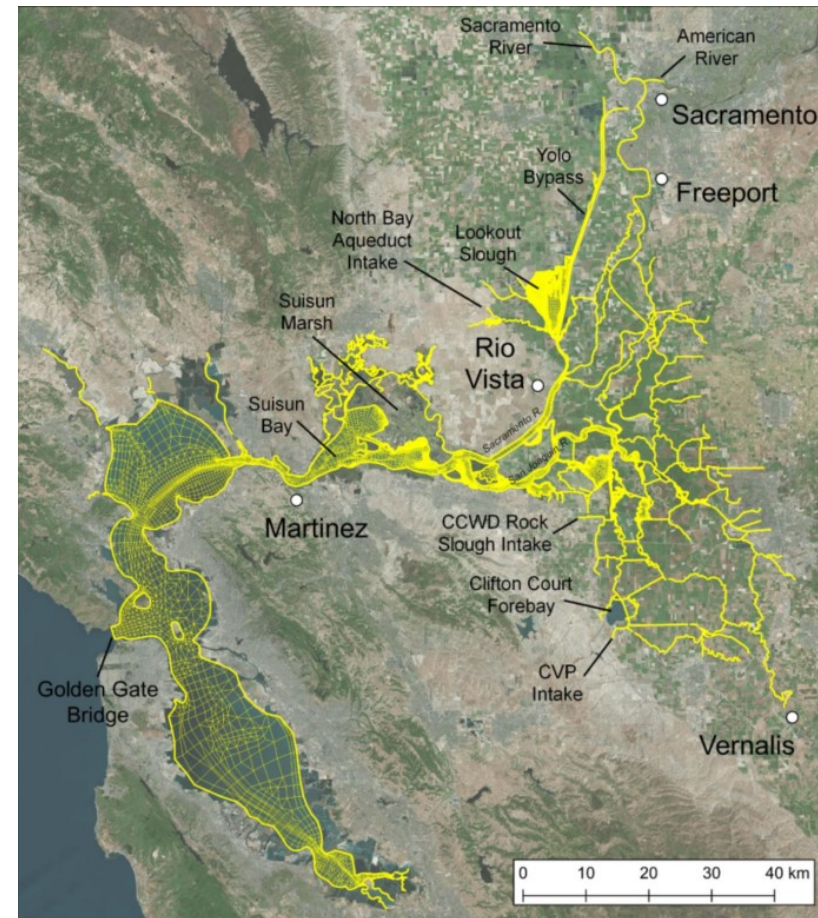 Sacramento
River
American
River
Sacramento
Yolo
Bypass
Freeport
North Bay
Aqueduct
Intake
Lookout
Slough
Suisun
Marsh
Rio
Vista
Suisun
Bay
Sacramento R.
San Joaquin R.
Martinez
CCWD Rock
Slough Intake
Clifton Court
Forebay
CVP
Intake
Golden Gate
Bridge
Vernalis
0 10 20 30 40 km